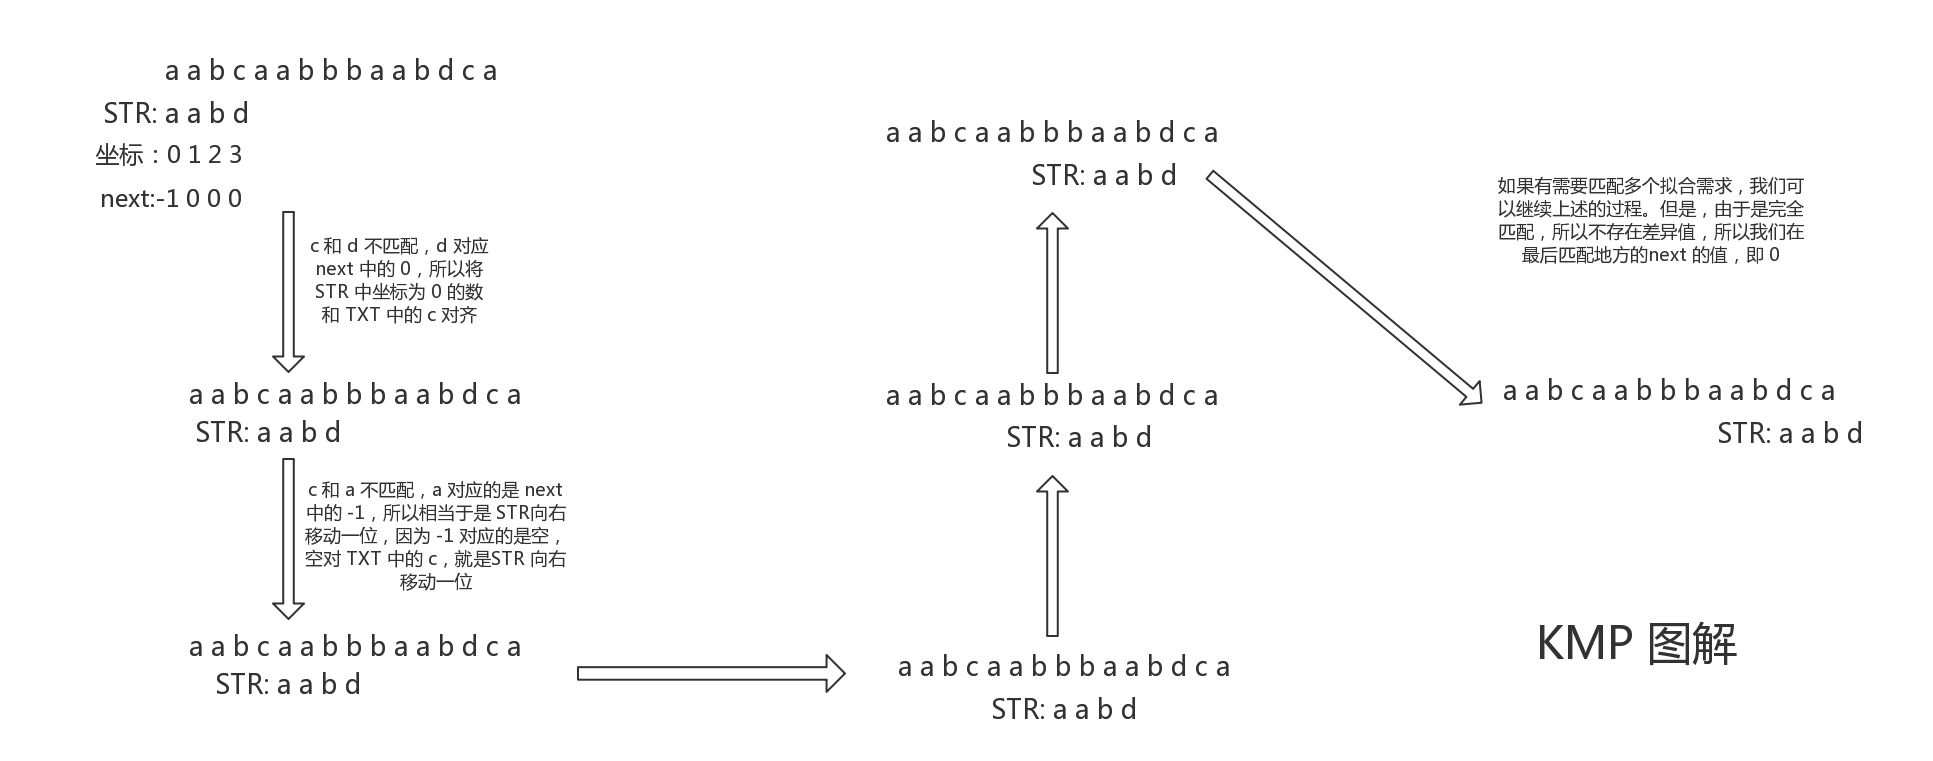 a a b c a a b b b a a b d c a
STR: a a b d
坐标：0 1 2 3
next:-1 0 0 0
c 和 d 不匹配，d 对应
next 中的 0，所以将
STR 中坐标为 0 的数
和 TXT 中的 c 对齐
a a b c a a b b b a a b d c a
STR: a a b d
c 和 a 不匹配，a 对应的是 next
中的 -1，所以相当于是 STR向右
移动一位，因为 -1 对应的是空，
空对 TXT 中的 c，就是STR 向右
移动一位
a a b c a a b b b a a b d c a
STR: a a b d
a a b c a a b b b a a b d c a
STR: a a b d
a a b c a a b b b a a b d c a
STR: a a b d
a a b c a a b b b a a b d c a
STR: a a b d
如果有需要匹配多个拟合需求，我们可
以继续上述的过程。但是，由于是完全
匹配，所以不存在差异值，所以我们在
最后匹配地方的next 的值，即 0
a a b c a a b b b a a b d c a
STR: a a b d
KMP 图解